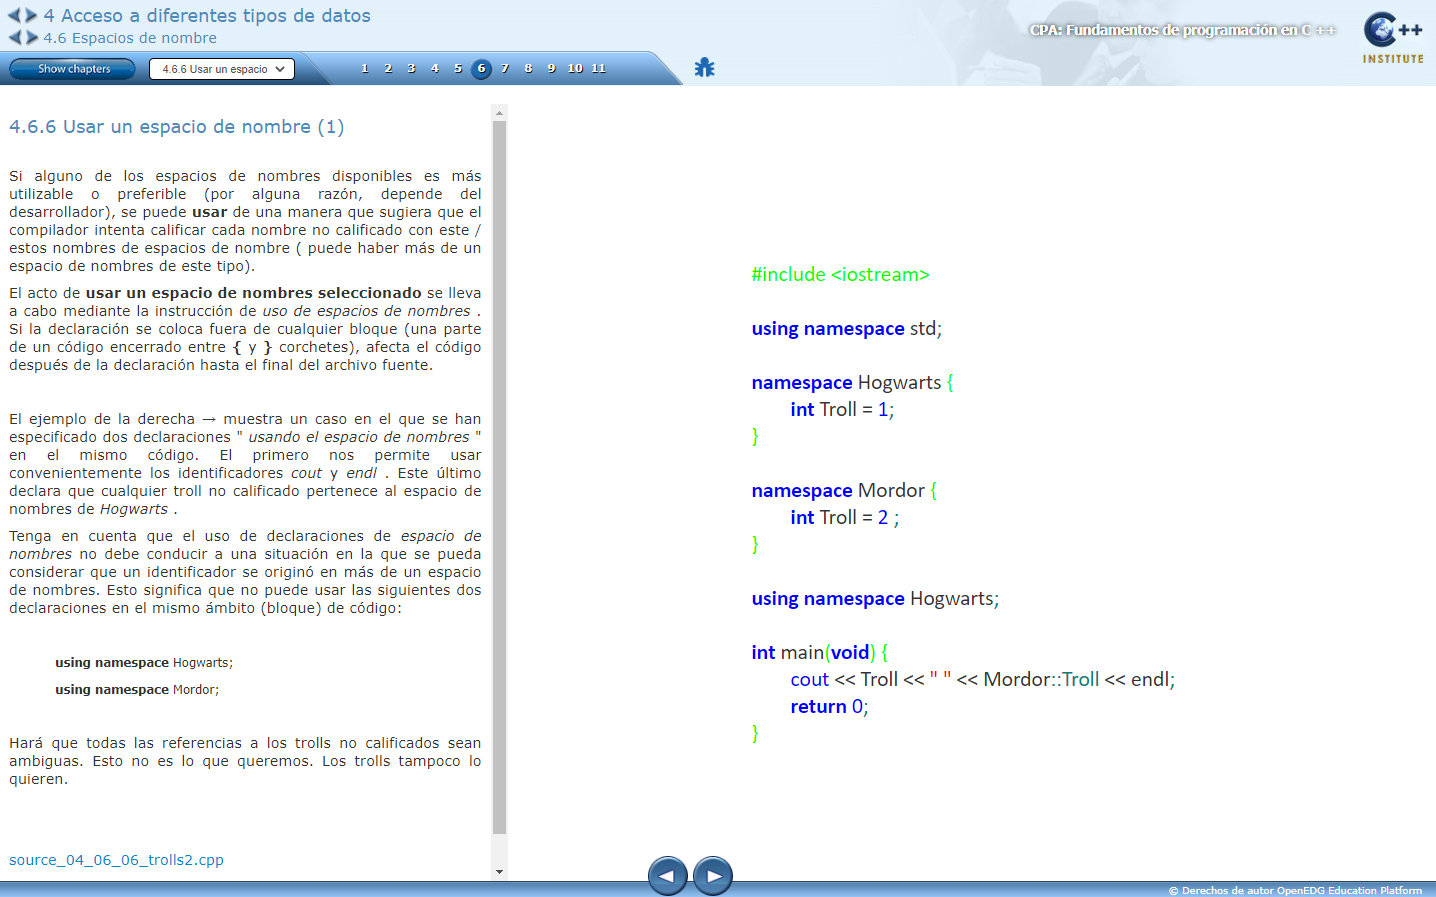 4 Acceso a diferentes tipos de datos
4.6 Espacios de nombre
CPA: Fundamentos de programación en C ++
C++
INSTITUTE
Show chapters
4.6.6 Usar un espacio
1 2 3 4 5 6 7 8 9 10 11
4.6.6 Usar un espacio de nombre (1)
Si alguno de los espacios de nombres disponibles es más
utilizable o preferible (por alguna razón, depende del
desarrollador), se puede usar de una manera que sugiera que el
compilador intenta calificar cada nombre no calificado con este /
estos nombres de espacios de nombre ( puede haber más de un
espacio de nombres de este tipo).
El acto de usar un espacio de nombres seleccionado se lleva
a cabo mediante la instrucción de uso de espacios de nombres .
Si la declaración se coloca fuera de cualquier bloque (una parte
de un código encerrado entre { y } corchetes), afecta el código
después de la declaración hasta el final del archivo fuente.
El ejemplo de la derecha → muestra un caso en el que se han
especificado dos declaraciones " usando el espacio de nombres "
en el mismo código. El primero nos permite usar
convenientemente los identificadores cout y endl . Este último
declara que cualquier troll no calificado pertenece al espacio de
nombres de Hogwarts .
Tenga en cuenta que el uso de declaraciones de espacio de
nombres no debe conducir a una situación en la que se pueda
considerar que un identificador se originó en más de un espacio
de nombres. Esto significa que no puede usar las siguientes dos
declaraciones en el mismo ámbito (bloque) de código:
using namespace Hogwarts;
using namespace Mordor;
Hará que todas las referencias a los trolls no calificados sean
ambiguas. Esto no es lo que queremos. Los trolls tampoco lo
quieren.
source_04_06_06_trolls2.cpp
#include <iostream>
using namespace std;
namespace Hogwarts {
int Troll = 1;
}
namespace Mordor {
int Troll = 2 ;
}
using namespace Hogwarts;
int main(void) {
cout << Troll << " " << Mordor::Troll << endl;
return 0;
}
© Derechos de autor OpenEDG Education Platform